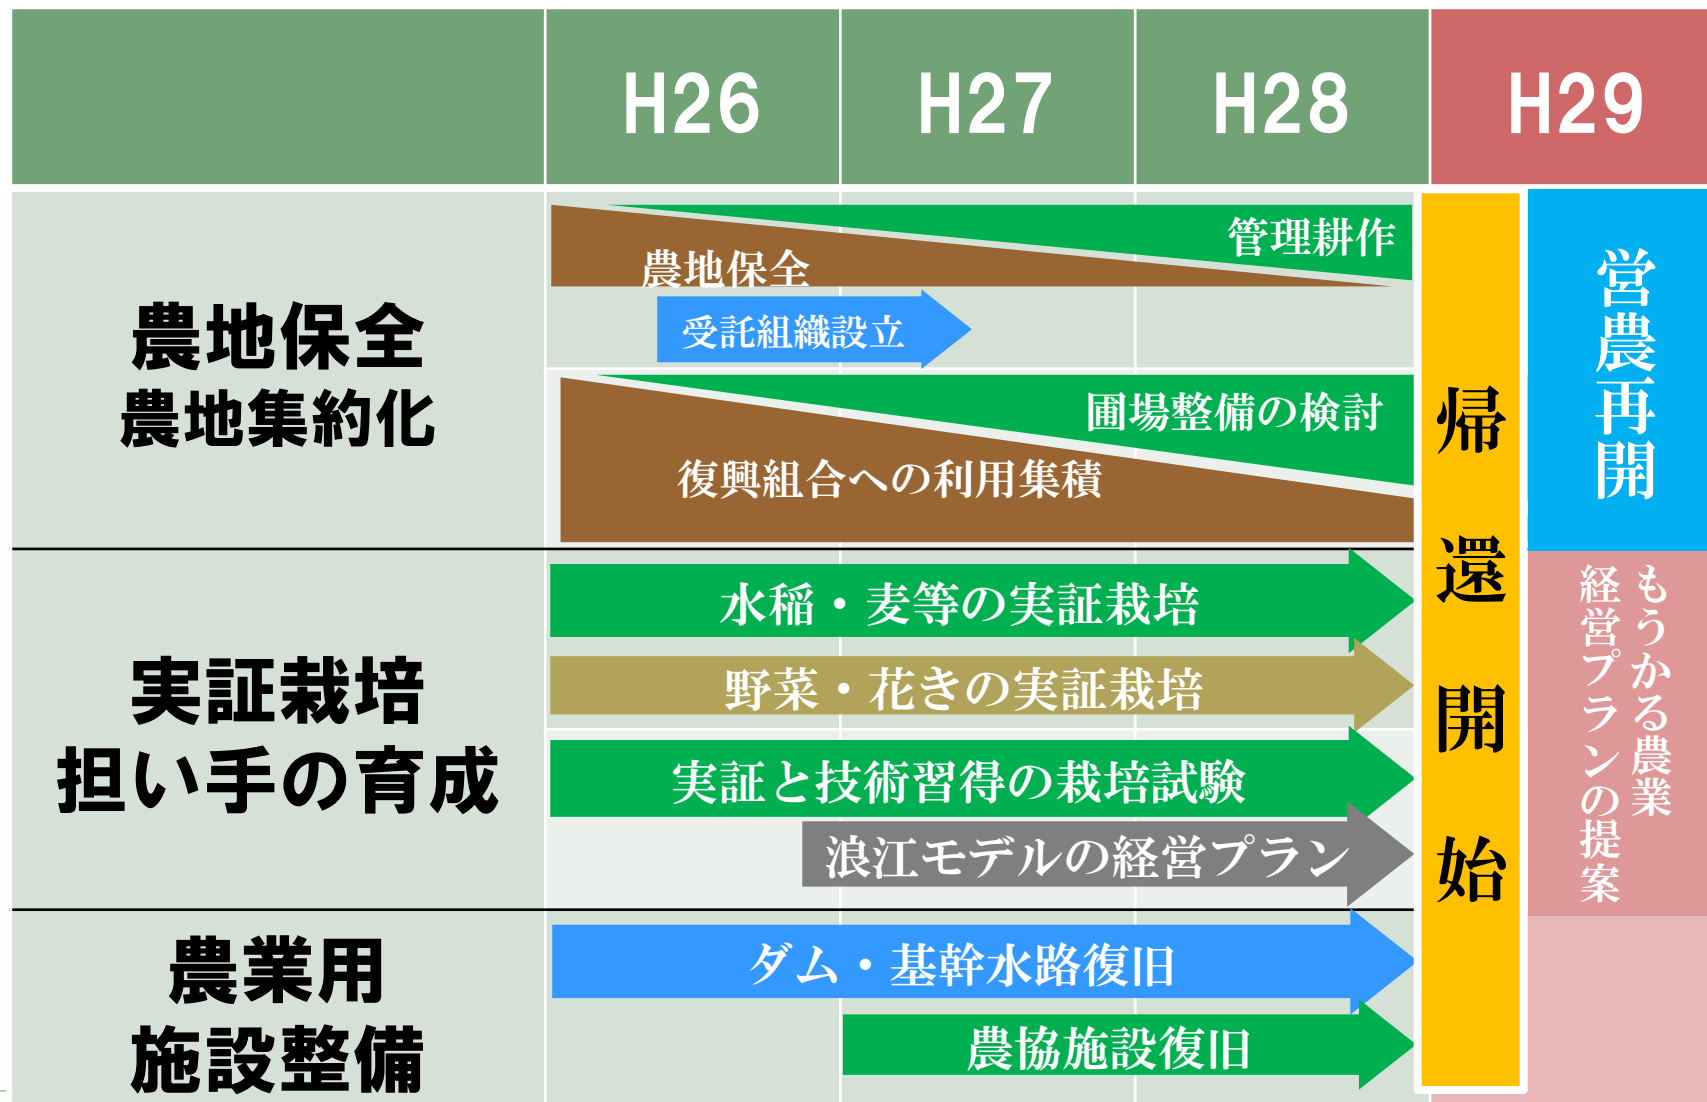 H26
H27
H28
H29
農地保全
農地集約化
管理耕作
農地保全
受託組織設立
圃場整備の検討
復興組合への利用集積
実証栽培
担い手の育成
水稲・麦等の実証栽培
野菜・花きの実証栽培
実証と技術習得の栽培試験
浪江モデルの経営プラン
農業用
施設整備
ダム・基幹水路復旧
農協施設復旧
帰還開始
営農再開
もうかる農業
経営プランの提案